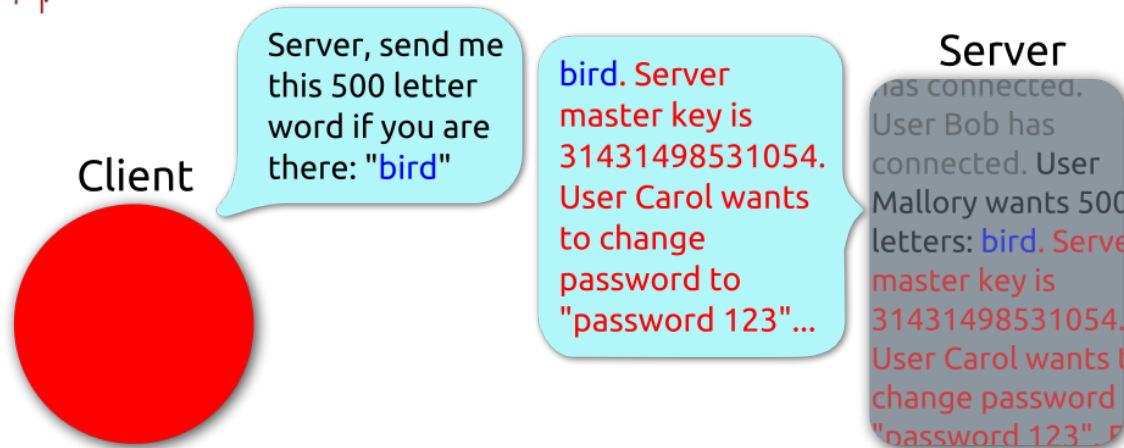 Client
Server, send me
this 500 letter
word if you are
there: "bird"
bird. Server
master key is
31431498531054.
User Carol wants
to change
password to
"password 123"...
Server
has connected.
User Bob has
connected. User
Mallory wants 500
letters: bird. Serve
master key is
31431498531054.
User Carol wants t
change password
"password 123".